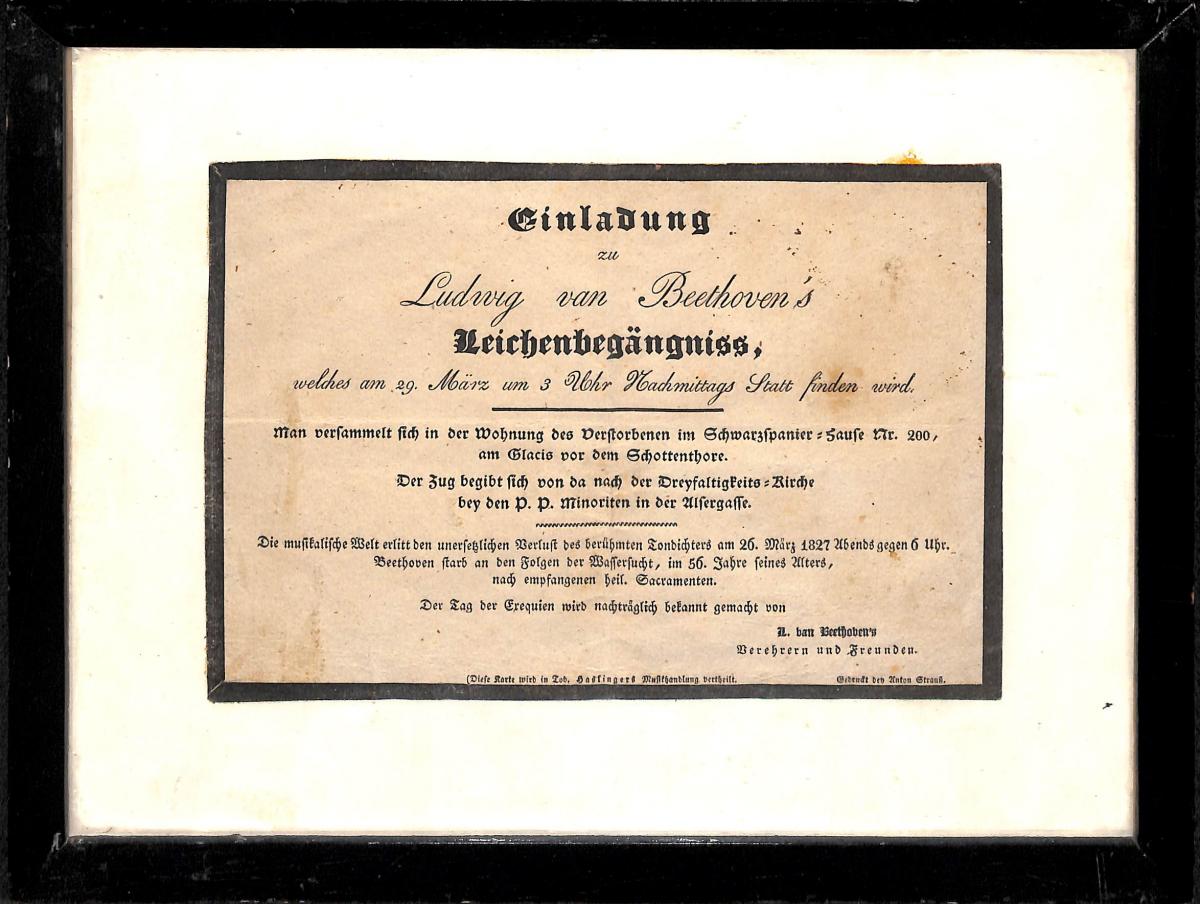 Einladung
zu
Ludwig van Beethoven's
Leichenbegängniss,
welches am 29. März um 3 Uhr Nachmittags Statt finden wird.
Man versammelt sich in der Wohnung des Verstorbenen im Schwarzspanier-Hause Nr. 200,
am Glacis vor dem Schottenthore.
Der Zug begibt sich von da nach der Dreyfaltigkeits-Kirche
bey den P. P. Minoriten in der Alsergasse.
Die musikalische Welt erlitt den unersetzlichen Verlust des berühmten Tondichters am 26. März 1827 Abends gegen 6 Uhr.
Beethoven starb an den Folgen der Wassersucht, im 56. Jahre seines Alters,
nach empfangenen heil. Sacramenten.
Der Tag der Exequien wird nachträglich bekannt gemacht von
L. van Beethoven's
Verehrern und Freunden.
(Diese Karte wird in Tob. Haslingers Musikhandlung vertheilt. Gedruckt bey Anton Strauß.